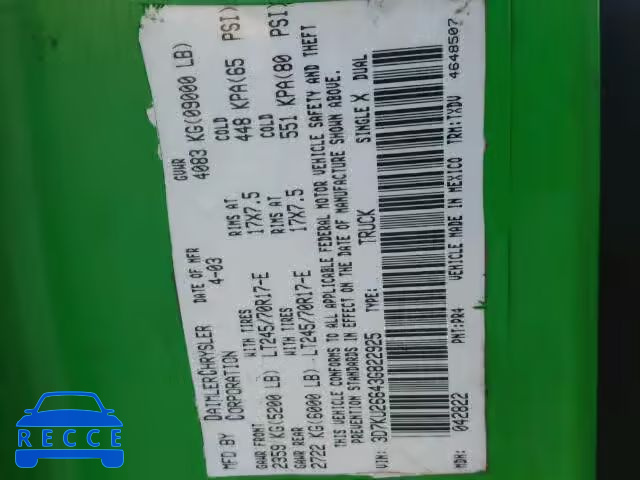 MFD BY DAIMLERCHRYSLER CORPORATION
DATE OF MFR 4-03
GVWR 4083 KG(09000 LB)
GAWR FRONT WITH TIRES RIMS AT COLD
2359 KG(5200 LB) LT245/70R17-E 17X7.5 448 KPA(65 PSI)
GAWR REAR WITH TIRES RIMS AT COLD
2722 KG(6000 LB) LT245/70R17-E 17X7.5 551 KPA(80 PSI)
THIS VEHICLE CONFORMS TO ALL APPLICABLE FEDERAL MOTOR VEHICLE SAFETY AND THEFT
PREVENTION STANDARDS IN EFFECT ON THE DATE OF MANUFACTURE SHOWN ABOVE.
VIN: 3D7KU26643G822925 TYPE: TRUCK SINGLE X DUAL
MDH: 042822 PNT:PR4 VEHICLE MADE IN MEXICO TRM:TXDV 4648507
RECCE